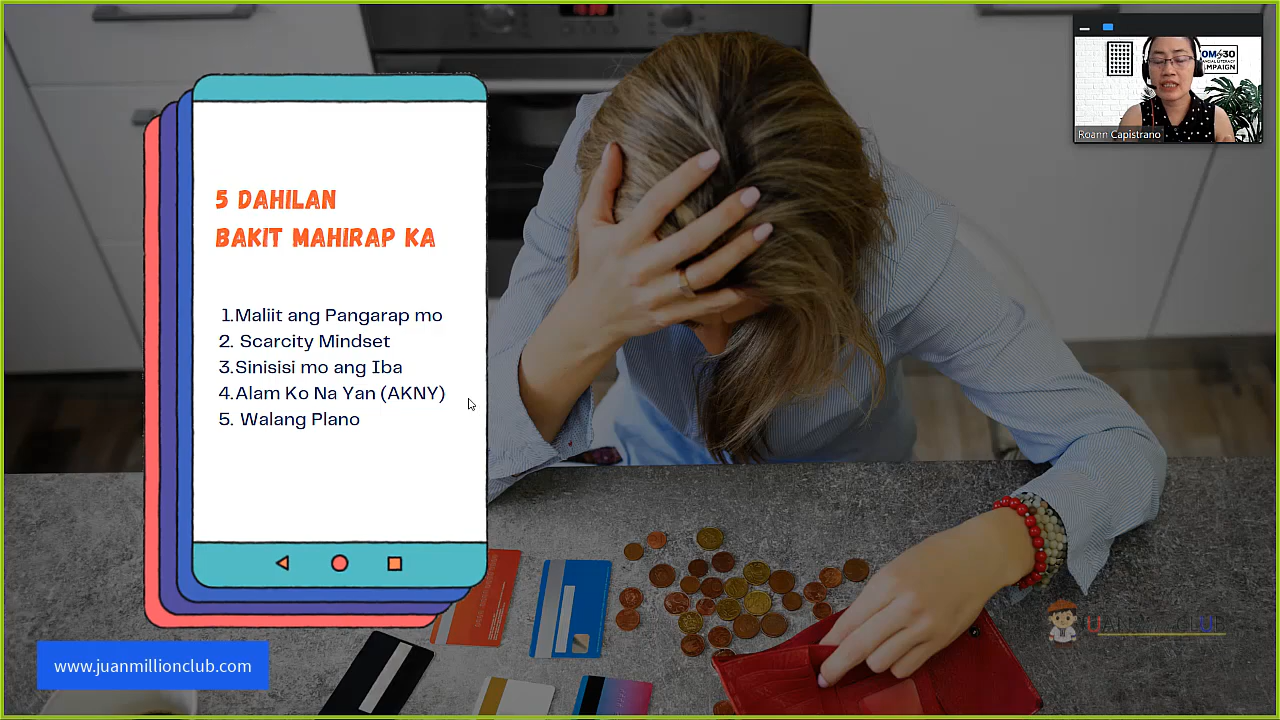 5 DAHILAN
BAKIT MAHIRAP KA
1.Maliit ang Pangarap mo
2. Scarcity Mindset
3.Sinisisi mo ang Iba
4.Alam Ko Na Yan (AKNY)
5. Walang Plano
www.juanmillionclub.com
Roann Capistrano